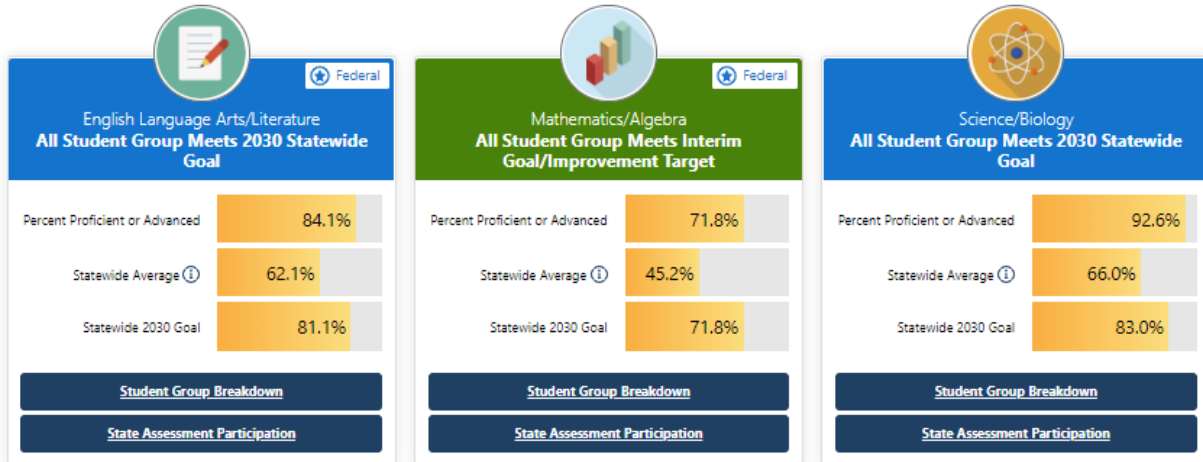 Federal
English Language Arts/Literature
All Student Group Meets 2030 Statewide
Goal
Percent Proficient or Advanced 84.1%
Statewide Average 62.1%
Statewide 2030 Goal 81.1%
Student Group Breakdown
State Assessment Participation
Federal
Mathematics/Algebra
All Student Group Meets Interim
Goal/Improvement Target
Percent Proficient or Advanced 71.8%
Statewide Average 45.2%
Statewide 2030 Goal 71.8%
Student Group Breakdown
State Assessment Participation
Science/Biology
All Student Group Meets 2030 Statewide
Goal
Percent Proficient or Advanced 92.6%
Statewide Average 66.0%
Statewide 2030 Goal 83.0%
Student Group Breakdown
State Assessment Participation